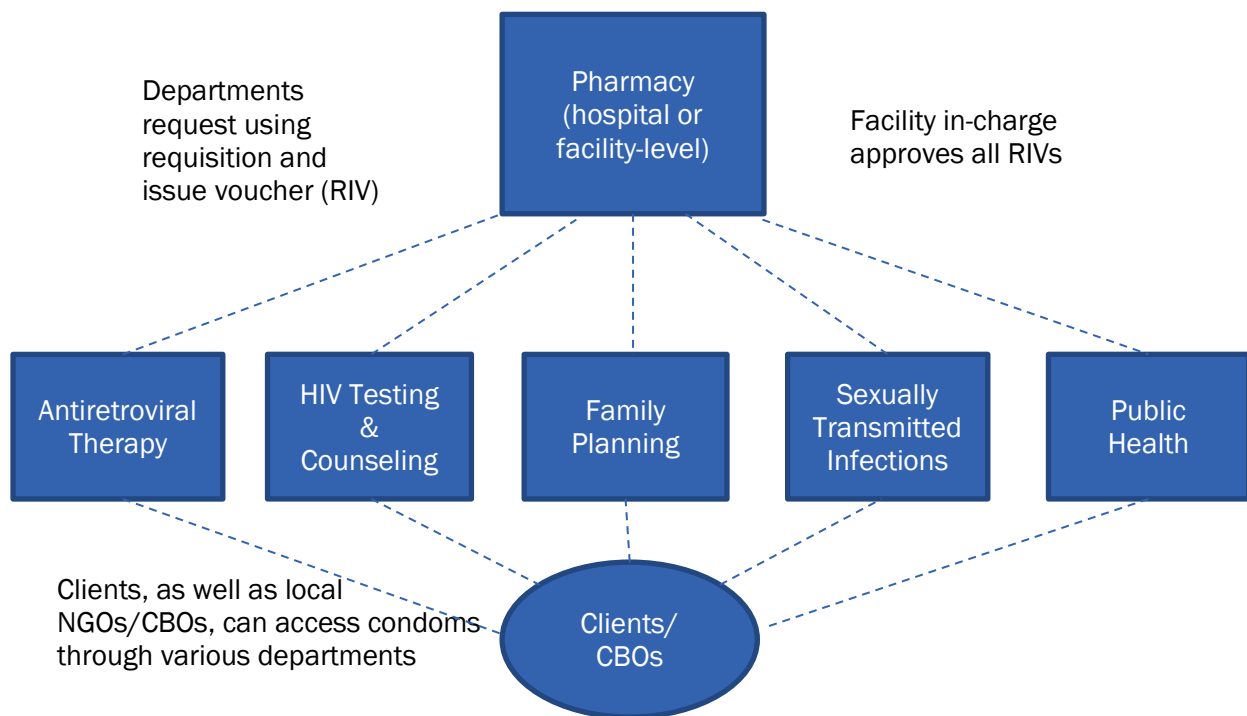 Departments
request using
requisition and
issue voucher (RIV)
Pharmacy
(hospital or
facility-level)
Facility in-charge
approves all RIVs
Antiretroviral
Therapy
HIV Testing
&
Counseling
Family
Planning
Sexually
Transmitted
Infections
Public
Health
Clients, as well as local
NGOs/CBOs, can access condoms
through various departments
Clients/
CBOs